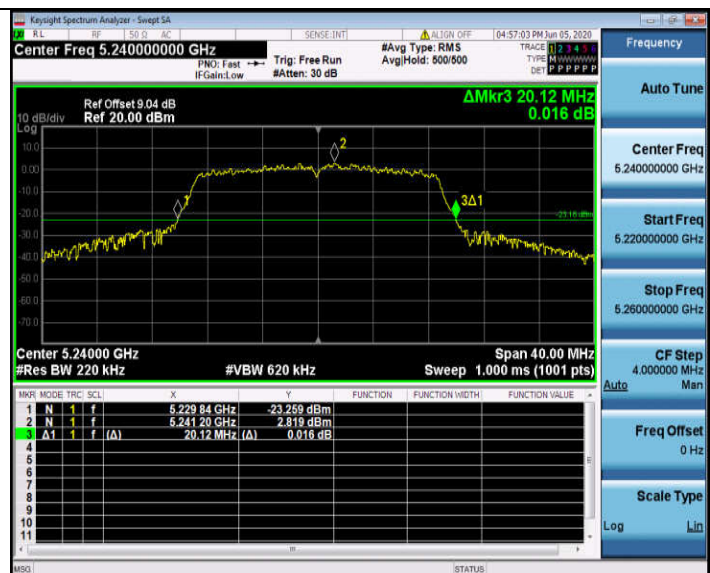 Keysight Spectrum Analyzer - Swept SA
RL RF 50 Ω AC SENSE:INT ALIGN OFF 04:57:03 PM Jun 05, 2020
Center Freq 5.240000000 GHz
PNO: Fast
IFGain:Low
Trig: Free Run
#Atten: 30 dB
#Avg Type: RMS
Avg|Hold: 500/500
TRACE 1 2 3 4 5 6
TYPE M W W W W W
DET P P P P P P
Ref Offset 9.04 dB
Ref 20.00 dBm
10 dB/div
Log
ΔMkr3 20.12 MHz
0.016 dB
10.0
0.00
-10.0
-20.0
-30.0
-40.0
-50.0
-60.0
-70.0
1
2
3Δ1
Center 5.24000 GHz
Span 40.00 MHz
#Res BW 220 kHz
#VBW 620 kHz
Sweep 1.000 ms (1001 pts)
MKR MODE TRC SCL X Y FUNCTION FUNCTION WIDTH FUNCTION VALUE
1 N 1 f 5.229 84 GHz -23.259 dBm
2 N 1 f 5.241 20 GHz 2.819 dBm
3 Δ1 1 f (Δ) 20.12 MHz (Δ) 0.016 dB
4
5
6
7
8
9
10
11
MSG
STATUS
Frequency
Auto Tune
Center Freq
5.240000000 GHz
Start Freq
5.220000000 GHz
Stop Freq
5.260000000 GHz
CF Step
4.000000 MHz
Auto Man
Freq Offset
0 Hz
Scale Type
Log Lin